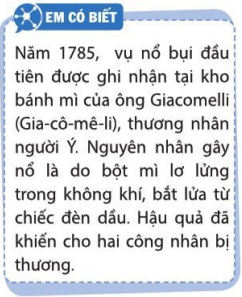 EM CÓ BIẾT
Năm 1785, vụ nổ bụi đầu
tiên được ghi nhận tại kho
bánh mì của ông Giacomelli
(Gia-cô-mê-li), thương nhân
người Ý. Nguyên nhân gây
nổ là do bột mì lơ lửng
trong không khí, bắt lửa từ
chiếc đèn dầu. Hậu quả đã
khiến cho hai công nhân bị
thương.